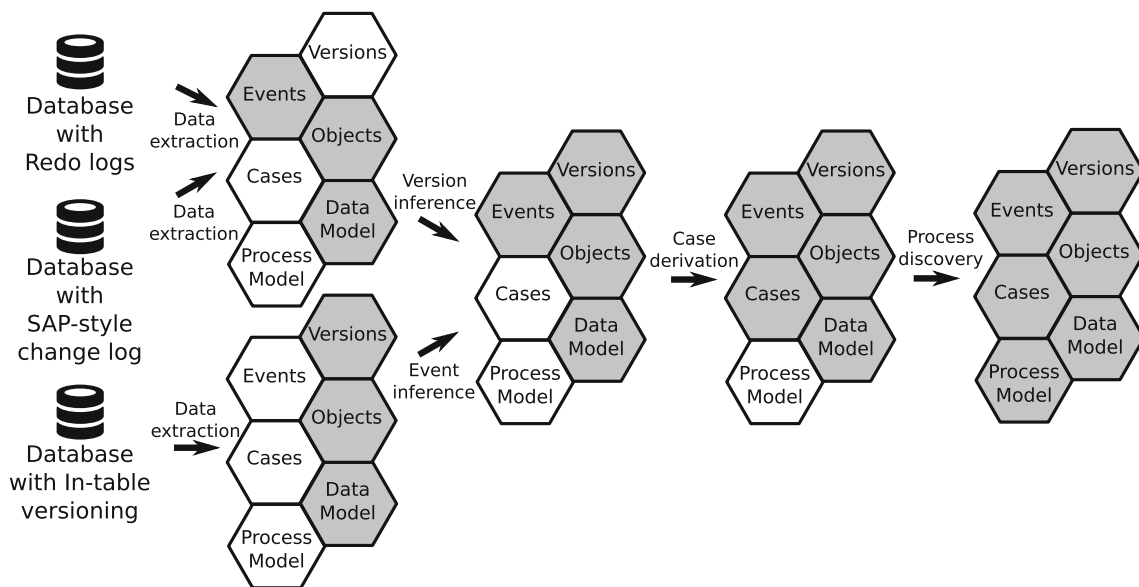 Database
with
Redo logs
Database
with
SAP-style
change log
Database
with In-table
versioning
Data
extraction
Data
extraction
Data
extraction
Versions
Events
Objects
Cases
Data
Model
Process
Model
Versions
Events
Objects
Cases
Data
Model
Process
Model
Version
inference
Event
inference
Versions
Events
Objects
Cases
Data
Model
Process
Model
Case
derivation
Versions
Events
Objects
Cases
Data
Model
Process
Model
Process
discovery
Versions
Events
Objects
Cases
Data
Model
Process
Model